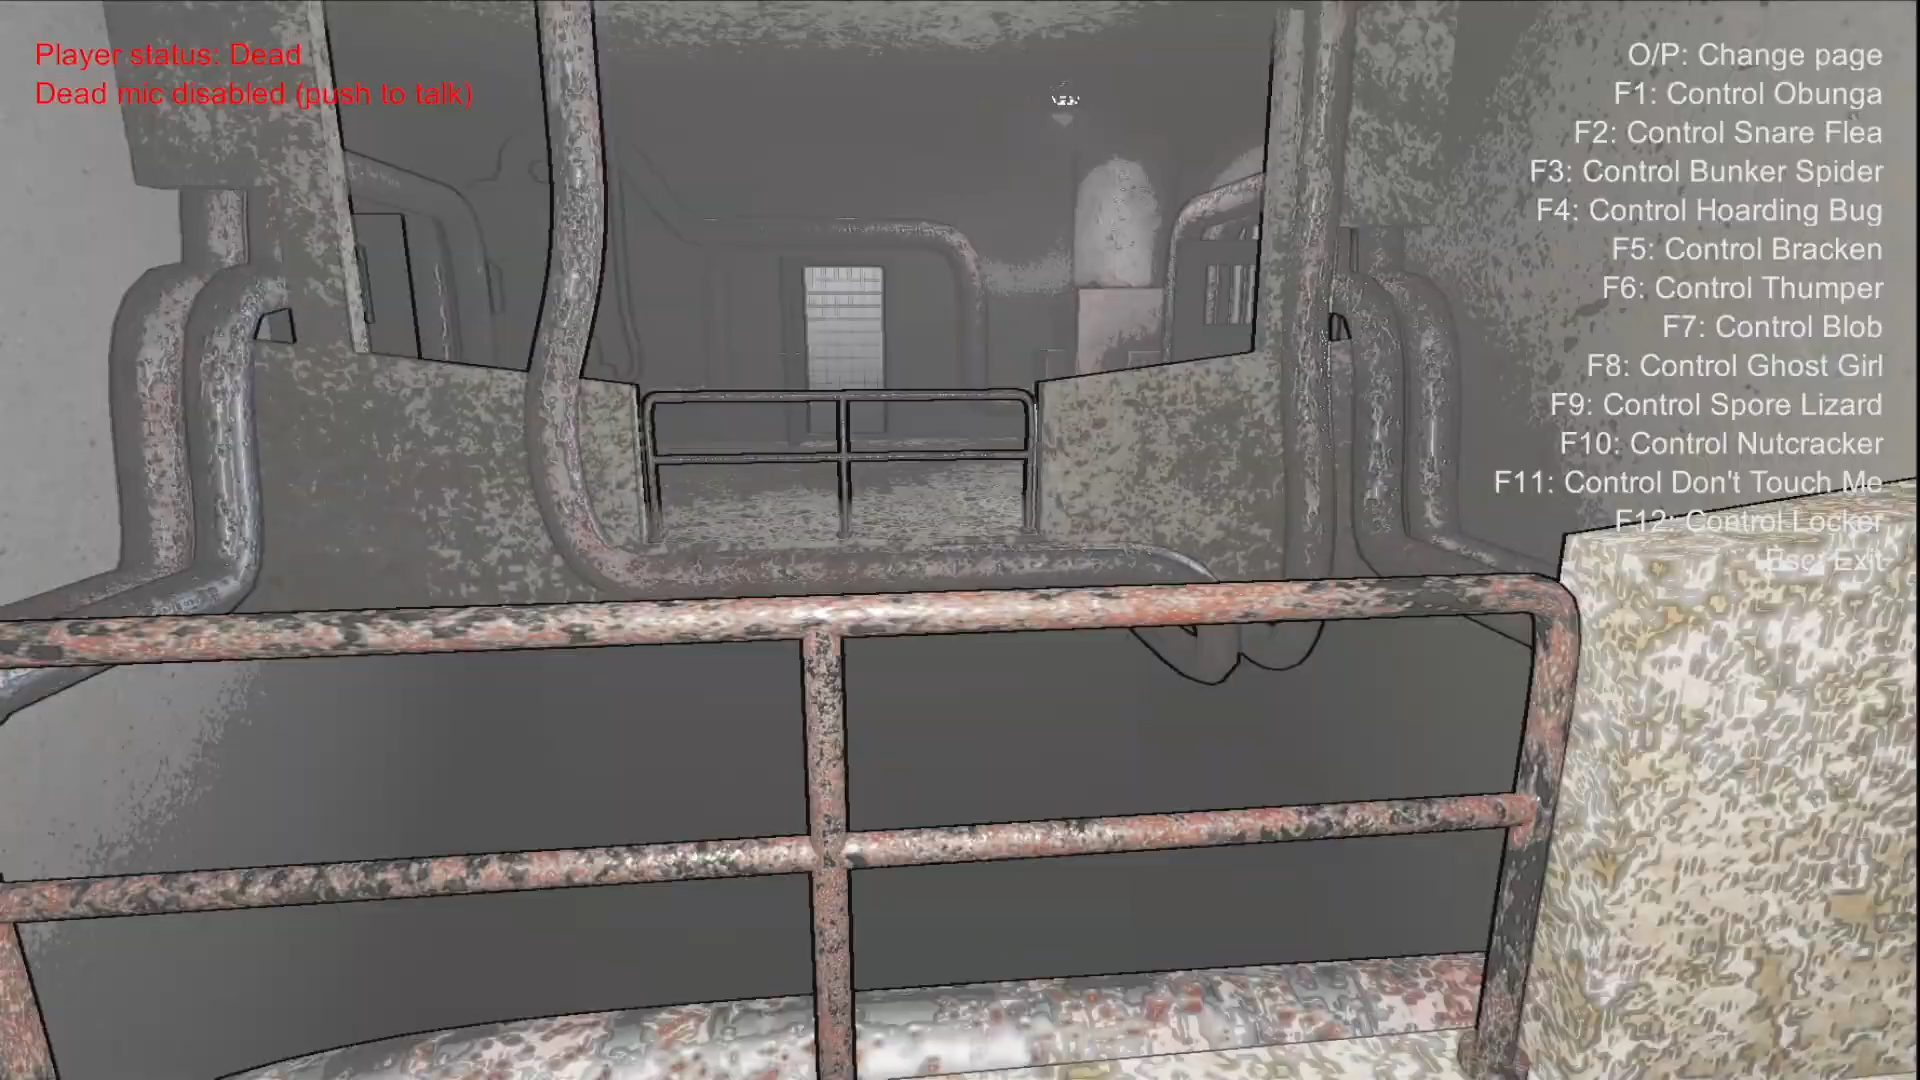 Player status: Dead
Dead mic disabled (push to talk)
O/P: Change page
F1: Control Obunga
F2: Control Snare Flea
F3: Control Bunker Spider
F4: Control Hoarding Bug
F5: Control Bracken
F6: Control Thumper
F7: Control Blob
F8: Control Ghost Girl
F9: Control Spore Lizard
F10: Control Nutcracker
F11: Control Don't Touch Me
F12: Control Locker
Esc: Exit